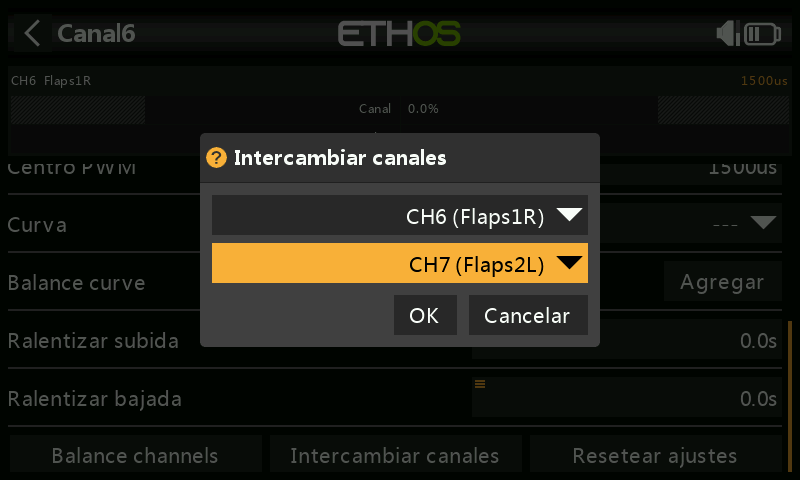 Canal6
ETHOS
CH6 Flaps1R
1500us
Canal 0.0%
Intercambiar canales
Centro PWM
1500us
CH6 (Flaps1R)
Curva
---
CH7 (Flaps2L)
Balance curve
Agregar
OK
Cancelar
Ralentizar subida
0.0s
Ralentizar bajada
0.0s
Balance channels
Intercambiar canales
Resetear ajustes